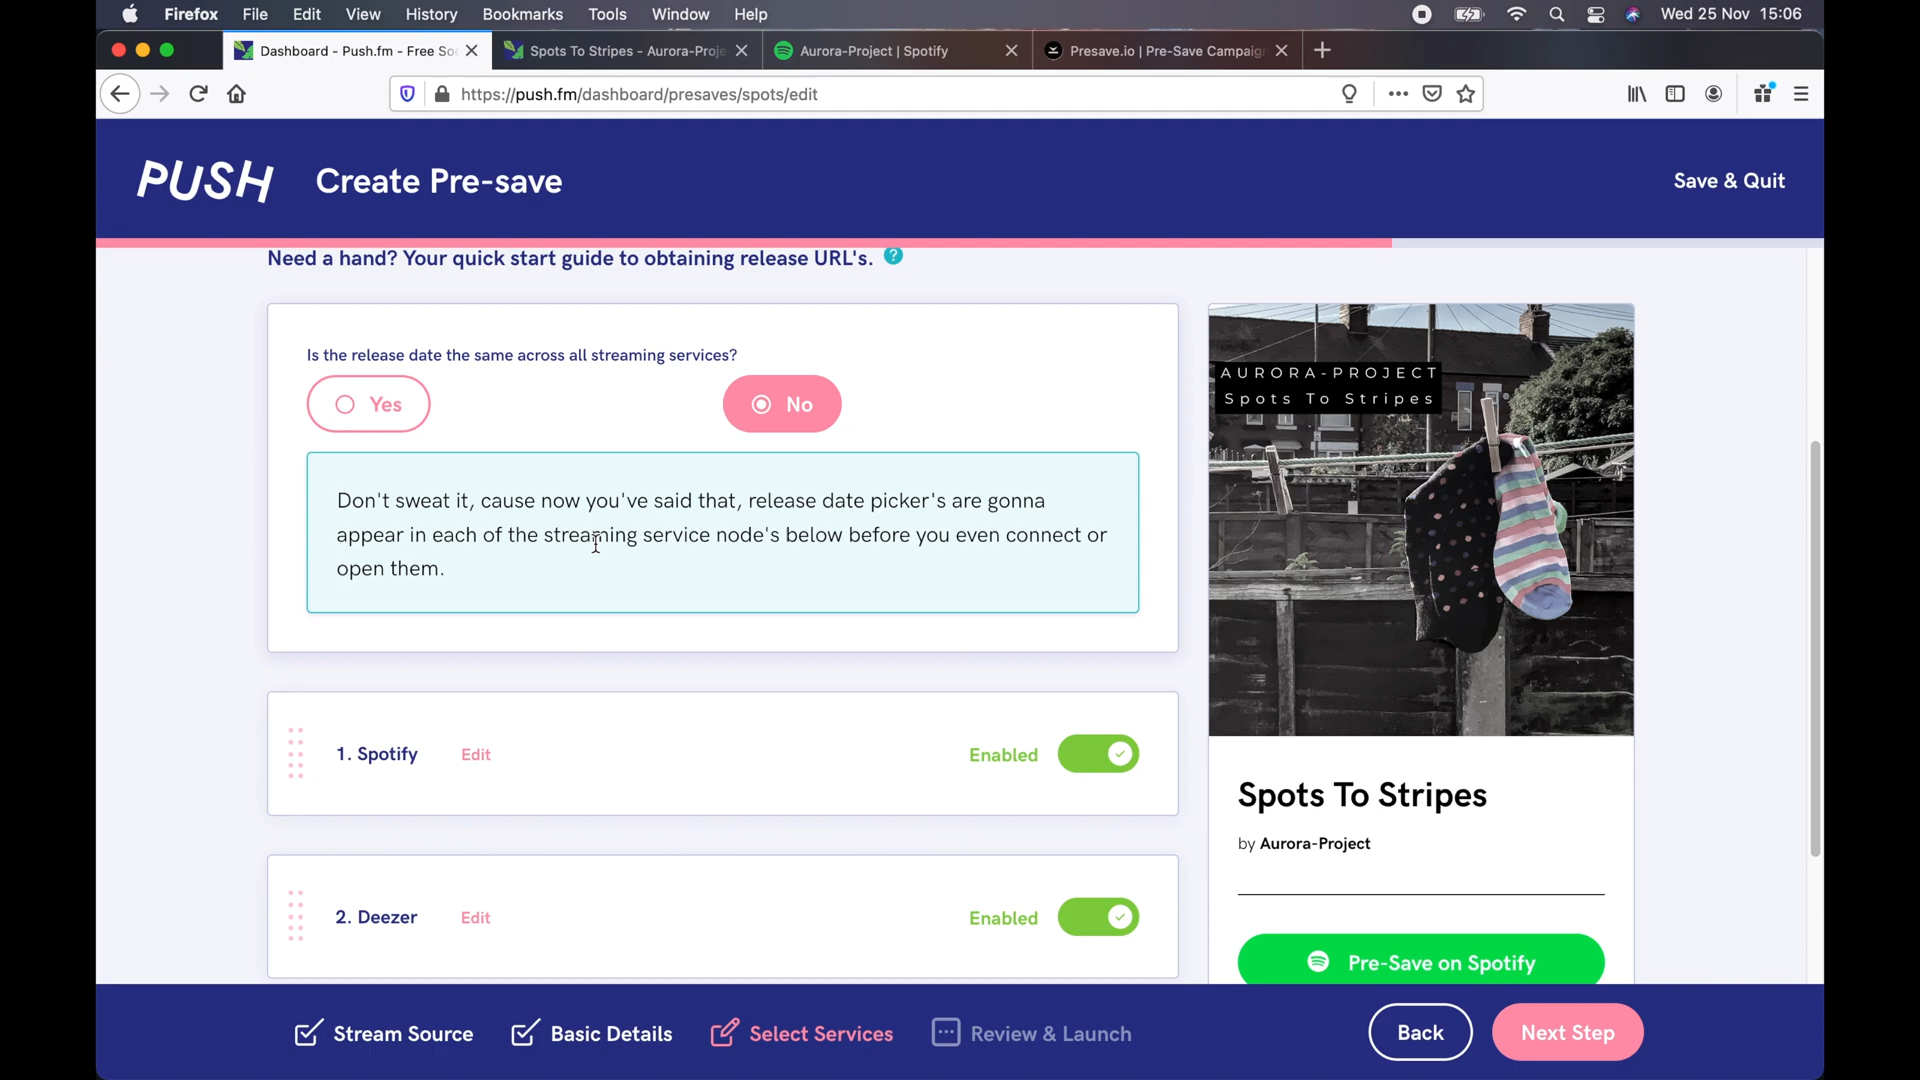 Firefox File Edit View History Bookmarks Tools Window Help Wed 25 Nov 15:06
Dashboard - Push.fm - Free Soc Spots To Stripes - Aurora-Proje Aurora-Project | Spotify Presave.io | Pre-Save Campaign
https://push.fm/dashboard/presaves/spots/edit
PUSH Create Pre-save Save & Quit
Need a hand? Your quick start guide to obtaining release URL's. ?
Is the release date the same across all streaming services?
Yes No
Don't sweat it, cause now you've said that, release date picker's are gonna
appear in each of the streaming service node's below before you even connect or
open them.
1. Spotify Edit Enabled
2. Deezer Edit Enabled
AURORA-PROJECT
Spots To Stripes
Spots To Stripes
by Aurora-Project
Pre-Save on Spotify
Stream Source Basic Details Select Services Review & Launch Back Next Step